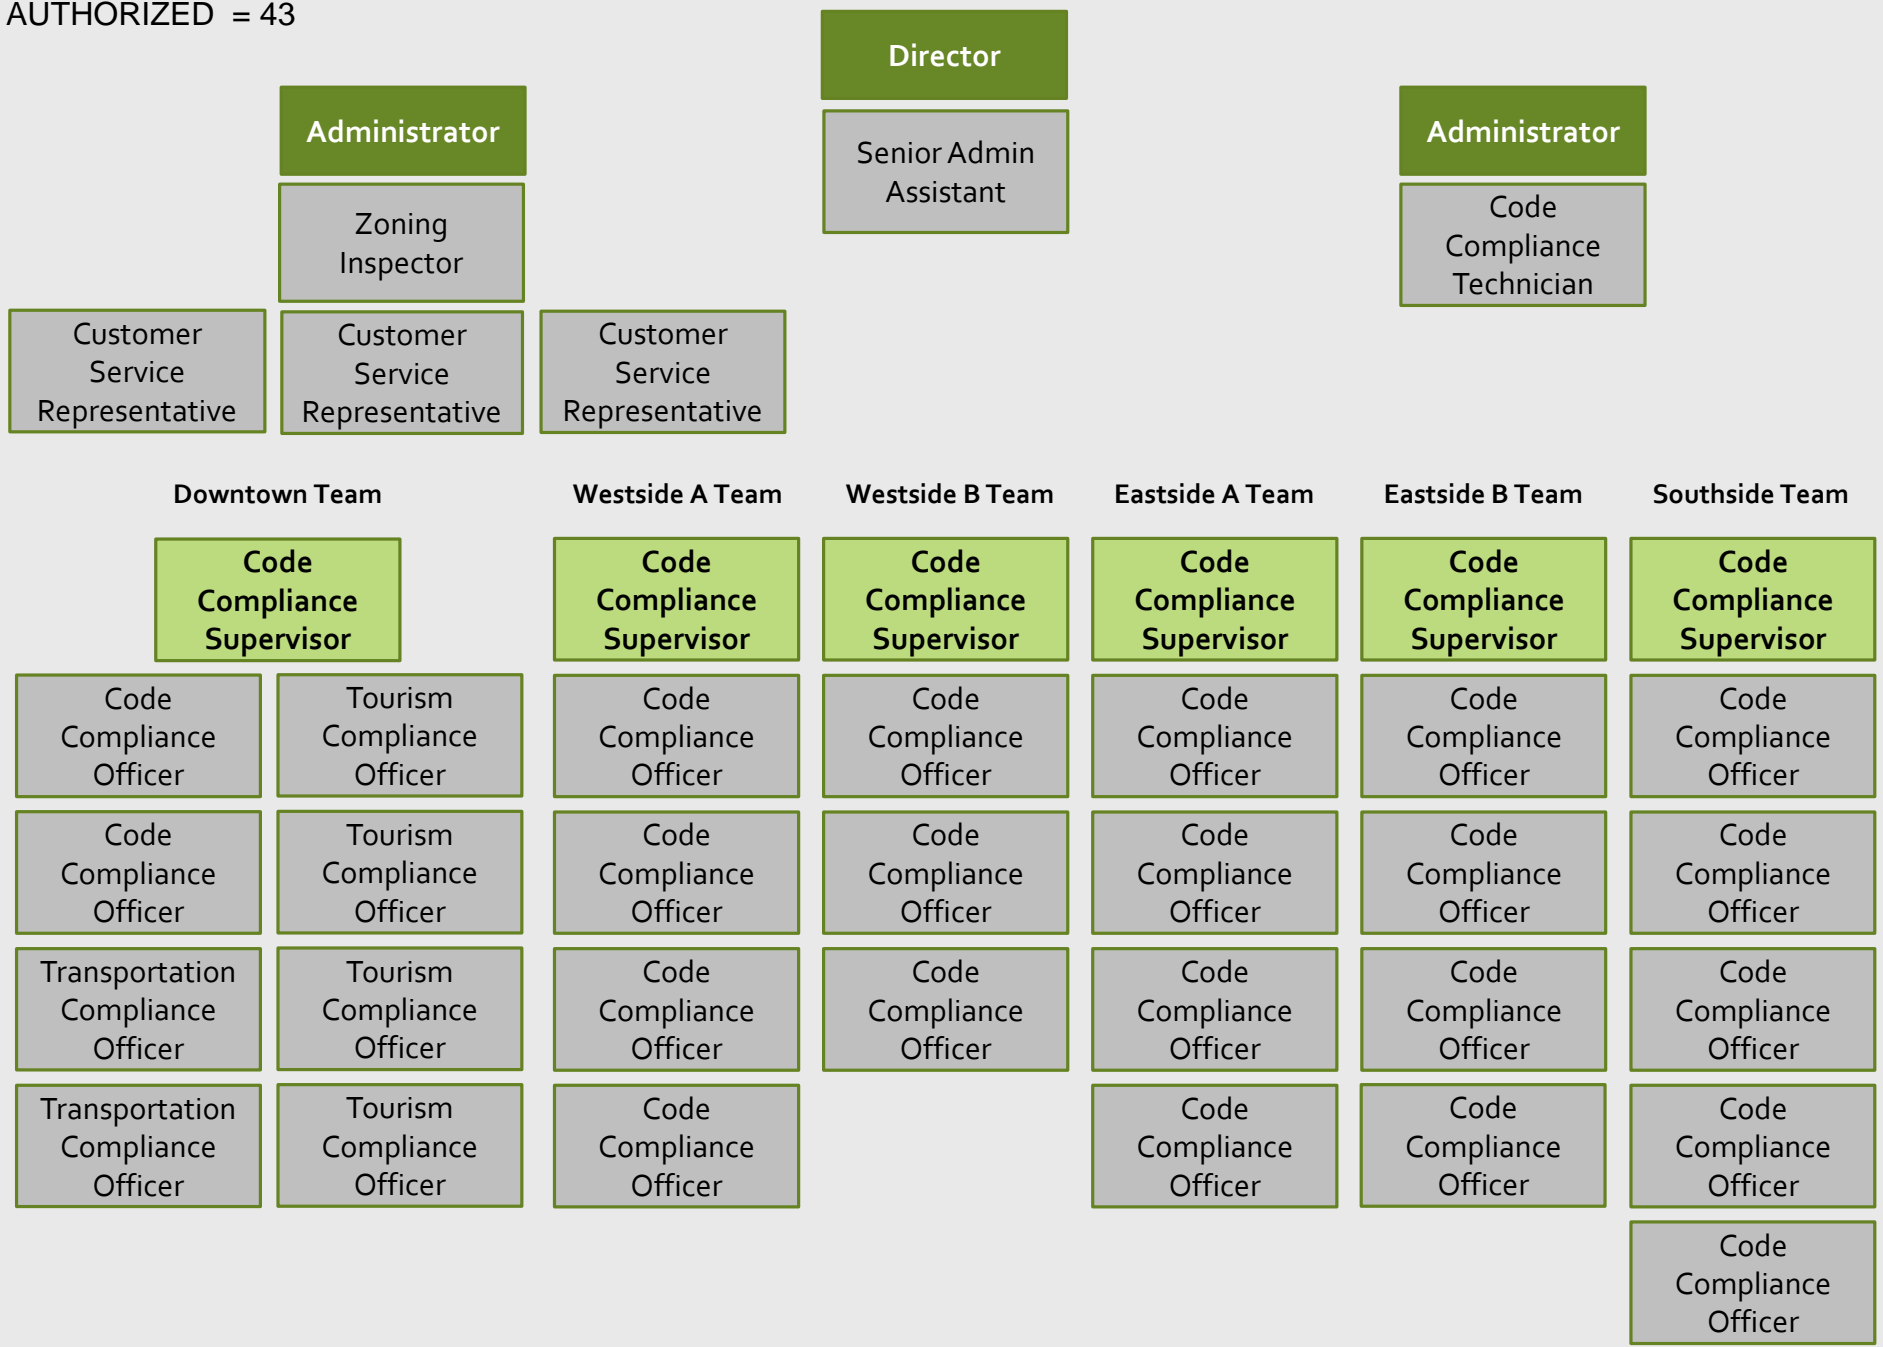 AUTHORIZED = 43
Director
Senior Admin
Assistant
Administrator
Zoning
Inspector
Customer
Service
Representative
Customer
Service
Representative
Customer
Service
Representative
Administrator
Code
Compliance
Technician
Downtown Team
Code
Compliance
Supervisor
Code
Compliance
Officer
Code
Compliance
Officer
Transportation
Compliance
Officer
Transportation
Compliance
Officer
Tourism
Compliance
Officer
Tourism
Compliance
Officer
Tourism
Compliance
Officer
Tourism
Compliance
Officer
Westside A Team
Code
Compliance
Supervisor
Code
Compliance
Officer
Code
Compliance
Officer
Code
Compliance
Officer
Code
Compliance
Officer
Westside B Team
Code
Compliance
Supervisor
Code
Compliance
Officer
Code
Compliance
Officer
Code
Compliance
Officer
Eastside A Team
Code
Compliance
Supervisor
Code
Compliance
Officer
Code
Compliance
Officer
Code
Compliance
Officer
Code
Compliance
Officer
Eastside B Team
Code
Compliance
Supervisor
Code
Compliance
Officer
Code
Compliance
Officer
Code
Compliance
Officer
Code
Compliance
Officer
Southside Team
Code
Compliance
Supervisor
Code
Compliance
Officer
Code
Compliance
Officer
Code
Compliance
Officer
Code
Compliance
Officer
Code
Compliance
Officer